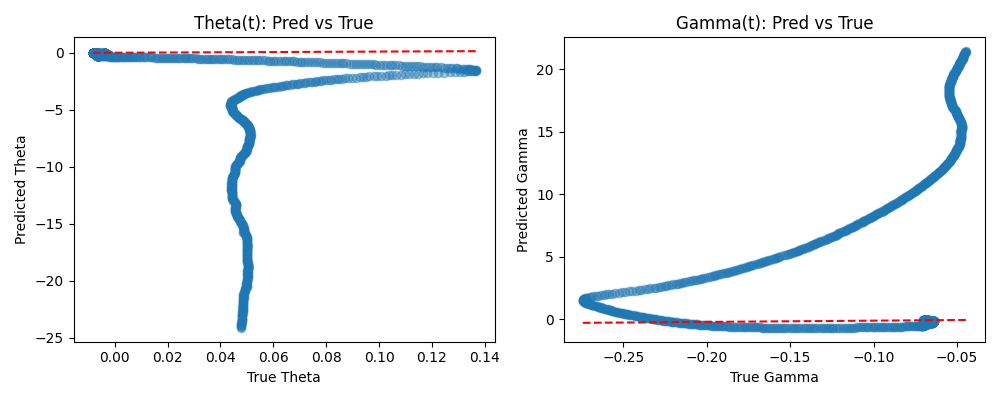 Theta(t): Pred vs True
0
−5
−10
−15
−20
−25
Predicted Theta
0.00 0.02 0.04 0.06 0.08 0.10 0.12 0.14
True Theta
Gamma(t): Pred vs True
20
15
10
5
0
Predicted Gamma
−0.25 −0.20 −0.15 −0.10 −0.05
True Gamma